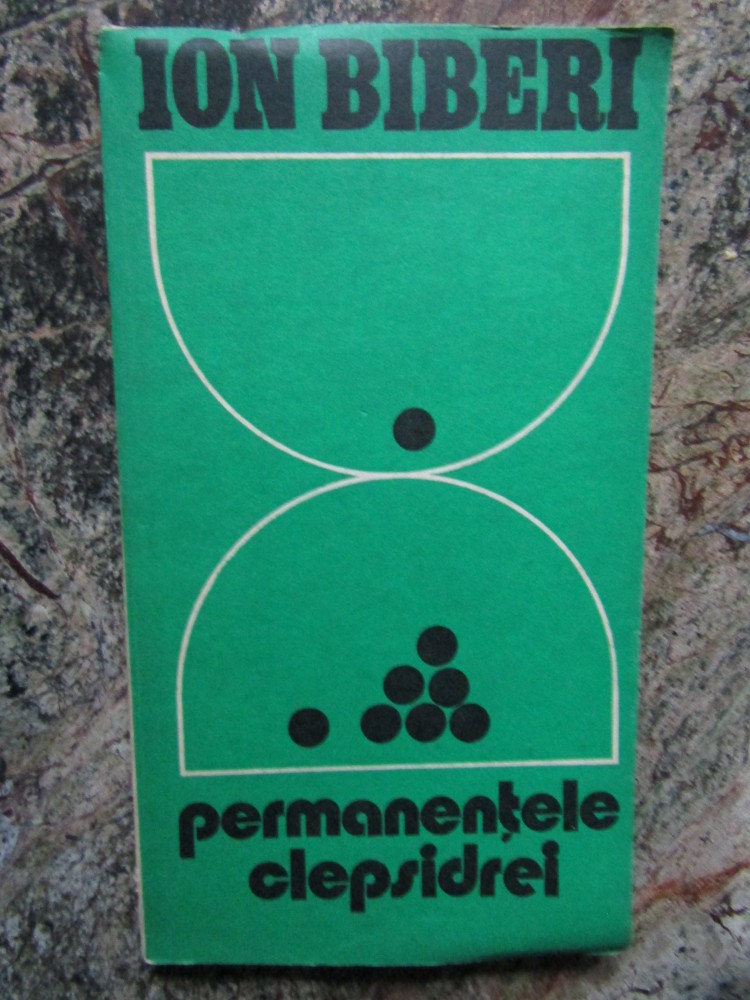 ION BIBERI
permanențele
clepsidrei